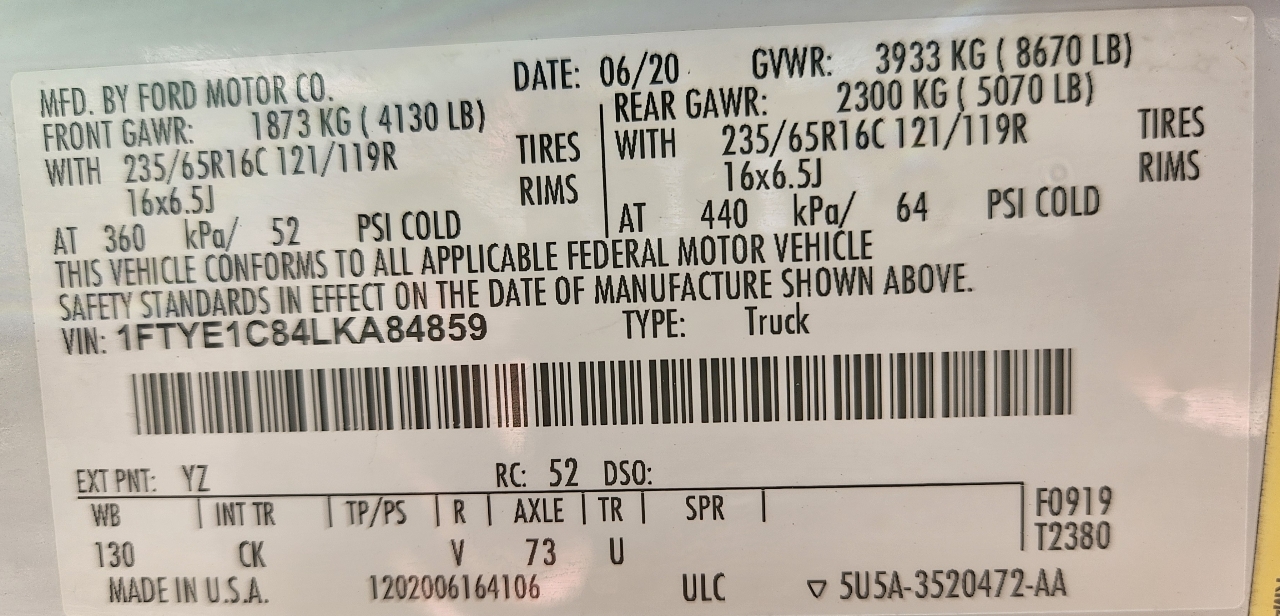 MFD. BY FORD MOTOR CO. DATE: 06/20 GVWR: 3933 KG ( 8670 LB)
FRONT GAWR: 1873 KG ( 4130 LB) REAR GAWR: 2300 KG ( 5070 LB)
WITH 235/65R16C 121/119R TIRES WITH 235/65R16C 121/119R TIRES
16x6.5J RIMS 16x6.5J RIMS
AT 360 kPa/ 52 PSI COLD AT 440 kPa/ 64 PSI COLD
THIS VEHICLE CONFORMS TO ALL APPLICABLE FEDERAL MOTOR VEHICLE
SAFETY STANDARDS IN EFFECT ON THE DATE OF MANUFACTURE SHOWN ABOVE.
VIN: 1FTYE1C84LKA84859 TYPE: Truck
EXT PNT: YZ RC: 52 DSO:
WB INT TR TP/PS R AXLE TR SPR F0919
T2380
130 CK V 73 U
MADE IN U.S.A. 1202006164106 ULC ▽ 5U5A-3520472-AA